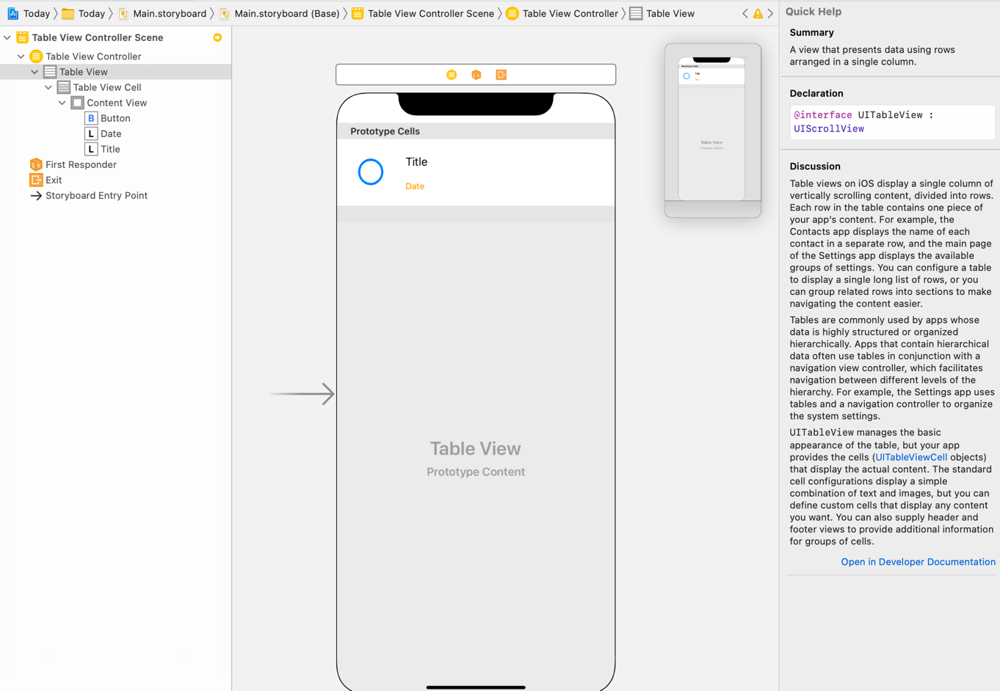 Today
Today
Main.storyboard
Main.storyboard (Base)
Table View Controller Scene
Table View Controller
Table View
Table View Controller Scene
Table View Controller
Table View
Table View Cell
Content View
B Button
L Date
L Title
First Responder
Exit
Storyboard Entry Point
Prototype Cells
Title
Date
Table View
Prototype Content
Prototype Cells
Title
Table View
Prototype Content
Quick Help
Summary
A view that presents data using rows
arranged in a single column.
Declaration
@interface UITableView :
UIScrollView
Discussion
Table views on iOS display a single column of
vertically scrolling content, divided into rows.
Each row in the table contains one piece of
your app’s content. For example, the
Contacts app displays the name of each
contact in a separate row, and the main page
of the Settings app displays the available
groups of settings. You can configure a table
to display a single long list of rows, or you
can group related rows into sections to make
navigating the content easier.
Tables are commonly used by apps whose
data is highly structured or organized
hierarchically. Apps that contain hierarchical
data often use tables in conjunction with a
navigation view controller, which facilitates
navigation between different levels of the
hierarchy. For example, the Settings app uses
tables and a navigation controller to organize
the system settings.
UITableView manages the basic
appearance of the table, but your app
provides the cells (UITableViewCell objects)
that display the actual content. The standard
cell configurations display a simple
combination of text and images, but you can
define custom cells that display any content
you want. You can also supply header and
footer views to provide additional information
for groups of cells.
Open in Developer Documentation